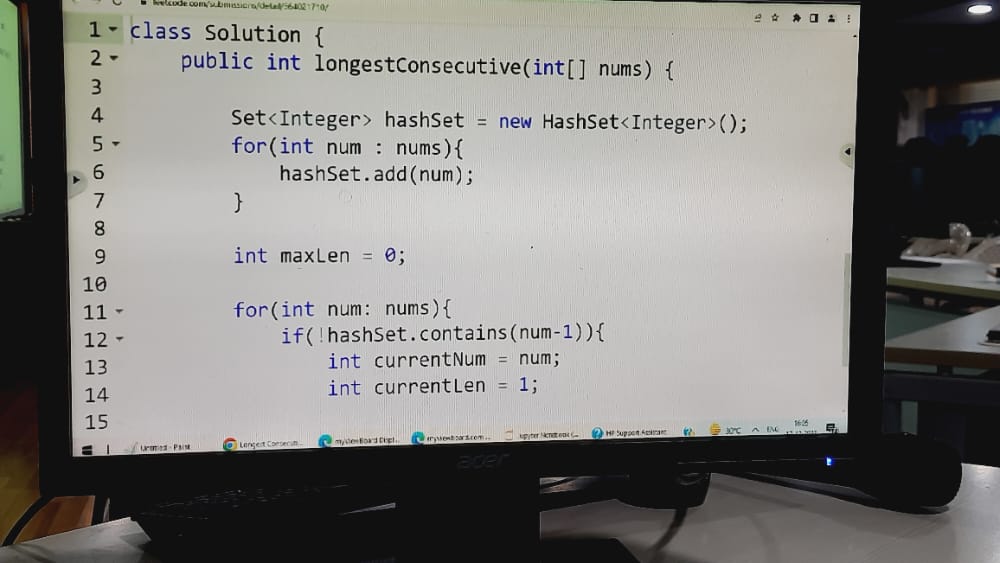 leetcode.com/submissions/detail/564021710/
1 class Solution {
2 public int longestConsecutive(int[] nums) {
3
4 Set<Integer> hashSet = new HashSet<Integer>();
5 for(int num : nums){
6 hashSet.add(num);
7 }
8
9 int maxLen = 0;
10
11 for(int num: nums){
12 if(!hashSet.contains(num-1)){
13 int currentNum = num;
14 int currentLen = 1;
15
Untitled - Paint Longest Consecuti... myViewBoard Displ... myviewboard.com... Jupyter Notebook (... HP Support Assistant 30°C ENG 16:05
acer